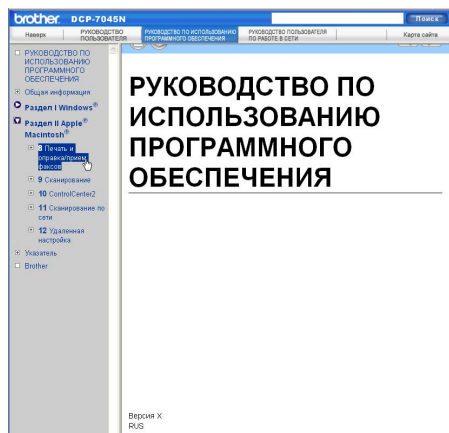 brother. DCP-7045N
Поиск
Наверх
РУКОВОДСТВО ПОЛЬЗОВАТЕЛЯ
РУКОВОДСТВО ПО ИСПОЛЬЗОВАНИЮ ПРОГРАММНОГО ОБЕСПЕЧЕНИЯ
РУКОВОДСТВО ПОЛЬЗОВАТЕЛЯ ПО РАБОТЕ В СЕТИ
Карта сайта
РУКОВОДСТВО ПО
ИСПОЛЬЗОВАНИЮ
ПРОГРАММНОГО
ОБЕСПЕЧЕНИЯ
Общая информация
Раздел I Windows®
Раздел II Apple®
Macintosh®
8 Печать и
оправка/прием
факсов
9 Сканирование
10 ControlCenter2
11 Сканирование по
сети
12 Удаленная
настройка
Указатель
Brother
РУКОВОДСТВО ПО
ИСПОЛЬЗОВАНИЮ
ПРОГРАММНОГО
ОБЕСПЕЧЕНИЯ
Версия X
RUS